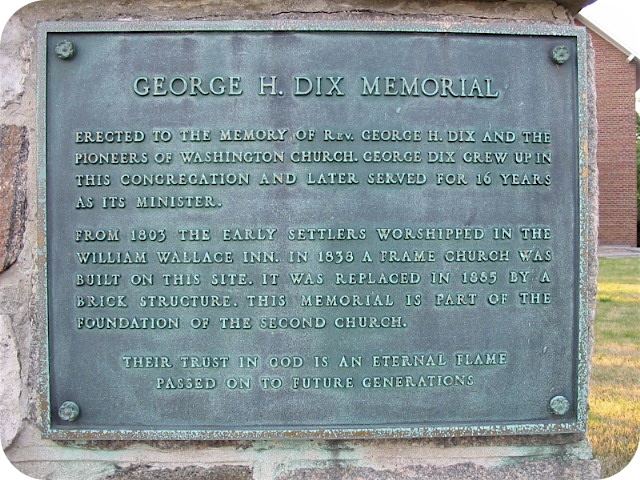 GEORGE H. DIX MEMORIAL
ERECTED TO THE MEMORY OF REV. GEORGE H. DIX AND THE
PIONEERS OF WASHINGTON CHURCH. GEORGE DIX GREW UP IN
THIS CONGREGATION AND LATER SERVED FOR 16 YEARS
AS ITS MINISTER.
FROM 1803 THE EARLY SETTLERS WORSHIPPED IN THE
WILLIAM WALLACE INN. IN 1838 A FRAME CHURCH WAS
BUILT ON THIS SITE. IT WAS REPLACED IN 1885 BY A
BRICK STRUCTURE. THIS MEMORIAL IS PART OF THE
FOUNDATION OF THE SECOND CHURCH.
THEIR TRUST IN GOD IS AN ETERNAL FLAME
PASSED ON TO FUTURE GENERATIONS